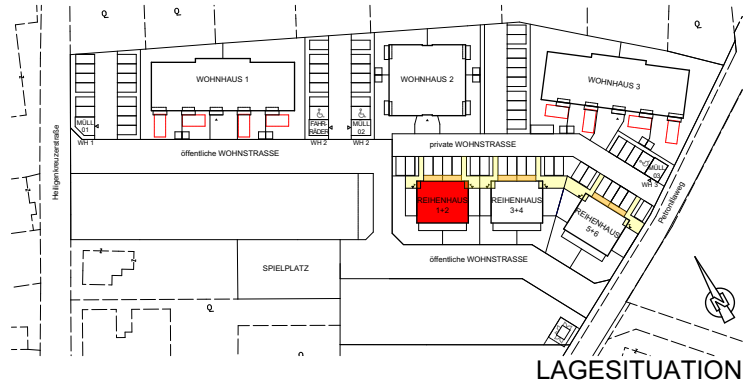 WOHNHAUS 1
WOHNHAUS 2
WOHNHAUS 3
MÜLL
01
WH 1
FAHR-
RÄDER
WH 2
MÜLL
02
WH 2
MÜLL
03
WH 3
öffentliche WOHNSTRASSE
private WOHNSTRASSE
Heiligenkreuzerstraße
Petronillaweg
REIHENHAUS
1+2
REIHENHAUS
3+4
REIHENHAUS
5+6
SPIELPLATZ
öffentliche WOHNSTRASSE
LAGESITUATION